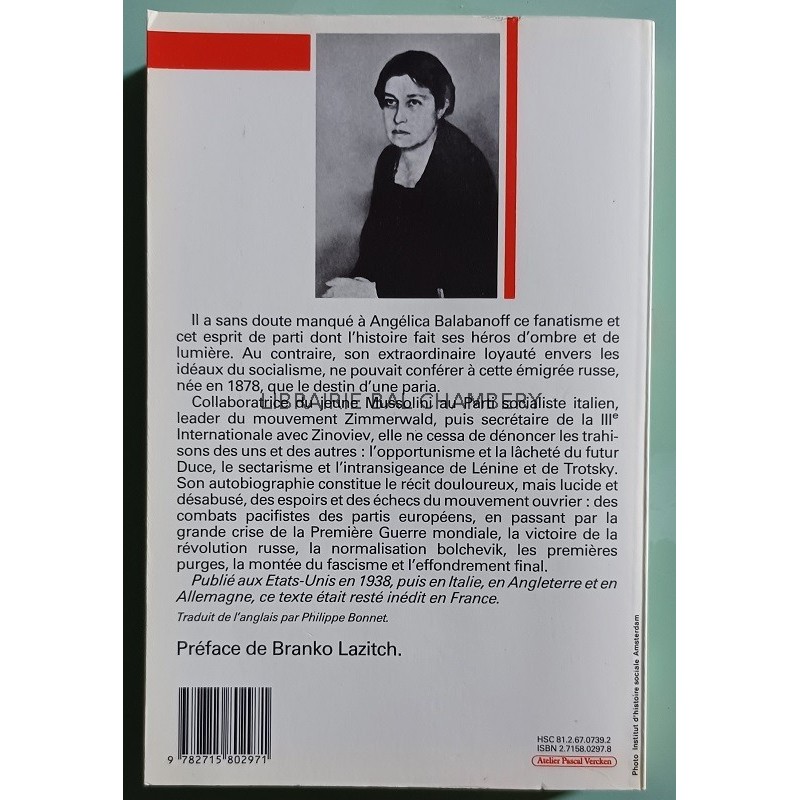 Il a sans doute manqué à Angélica Balabanoff ce fanatisme et
cet esprit de parti dont l'histoire fait ses héros d'ombre et de
lumière. Au contraire, son extraordinaire loyauté envers les
idéaux du socialisme, ne pouvait conférer à cette émigrée russe,
née en 1878, que le destin d'une paria.
LIBRAIRIE BAL CHAMBERY
Collaboratrice du jeune Mussolini au Parti socialiste italien,
leader du mouvement Zimmerwald, puis secrétaire de la IIIe
Internationale avec Zinoviev, elle ne cessa de dénoncer les trahi-
sons des uns et des autres : l'opportunisme et la lâcheté du futur
Duce, le sectarisme et l'intransigeance de Lénine et de Trotsky.
Son autobiographie constitue le récit douloureux, mais lucide et
désabusé, des espoirs et des échecs du mouvement ouvrier : des
combats pacifistes des partis européens, en passant par la
grande crise de la Première Guerre mondiale, la victoire de la
révolution russe, la normalisation bolchevik, les premières
purges, la montée du fascisme et l'effondrement final.
Publié aux Etats-Unis en 1938, puis en Italie, en Angleterre et en
Allemagne, ce texte était resté inédit en France.
Traduit de l'anglais par Philippe Bonnet.
Préface de Branko Lazitch.
9 782715 802971
HSC 81.2.67.0739.2
ISBN 2.7158.0297.8
Atelier Pascal Vercken
Photo Institut d'histoire sociale Amsterdam